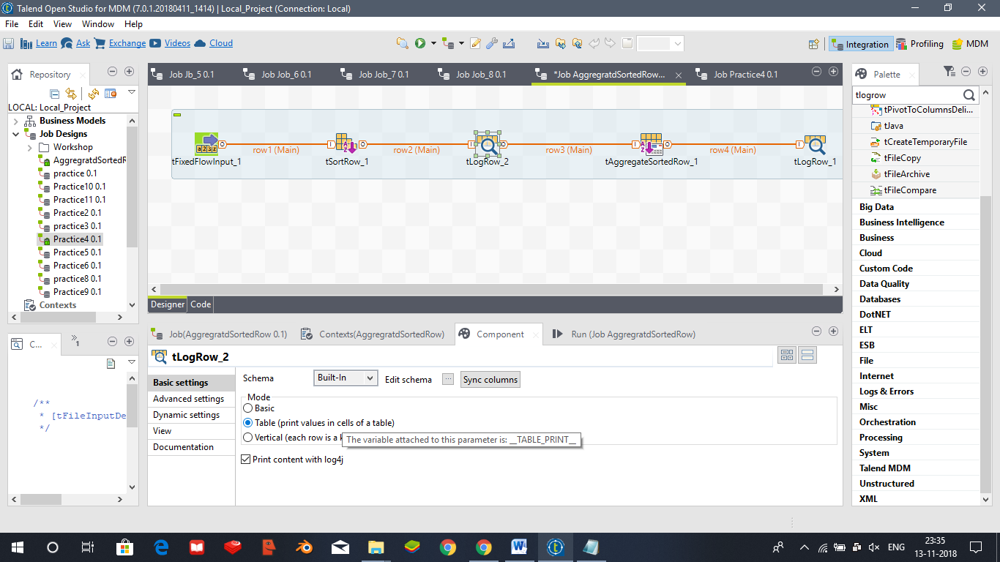 Talend Open Studio for MDM (7.0.1.20180411_1414) | Local_Project (Connection: Local)
File Edit View Window Help
Learn Ask Exchange Videos Cloud
Integration Profiling MDM
Repository
LOCAL: Local_Project
Business Models
Job Designs
Workshop
AggregratdSortedR
practice 0.1
Practice10 0.1
Practice11 0.1
Practice2 0.1
practice3 0.1
Practice4 0.1
Practice5 0.1
Practice6 0.1
practice8 0.1
Practice9 0.1
Contexts
C...
»1
/**
* [tFileInputDe
*/
Job Jb_5 0.1 Job Job_6 0.1 Job Job_7 0.1 Job Job_8 0.1 *Job AggregratdSortedRow... Job Practice4 0.1
row1 (Main) row2 (Main) row3 (Main) row4 (Main)
tFixedFlowInput_1 tSortRow_1 tLogRow_2 tAggregateSortedRow_1 tLogRow_1
Designer Code
Job(AggregratdSortedRow 0.1) Contexts(AggregratdSortedRow) Component Run (Job AggregratdSortedRow)
tLogRow_2
Basic settings
Advanced settings
Dynamic settings
View
Documentation
Schema Built-In Edit schema ... Sync columns
Mode
Basic
Table (print values in cells of a table)
Vertical (each row is a
The variable attached to this parameter is: __TABLE_PRINT__
Print content with log4j
Palette
tlogrow
tPivotToColumnsDeli...
tJava
tCreateTemporaryFile
tFileCopy
tFileArchive
tFileCompare
Big Data
Business Intelligence
Business
Cloud
Custom Code
Data Quality
Databases
DotNET
ELT
ESB
File
Internet
Logs & Errors
Misc
Orchestration
Processing
System
Talend MDM
Unstructured
XML
ENG
23:35
13-11-2018